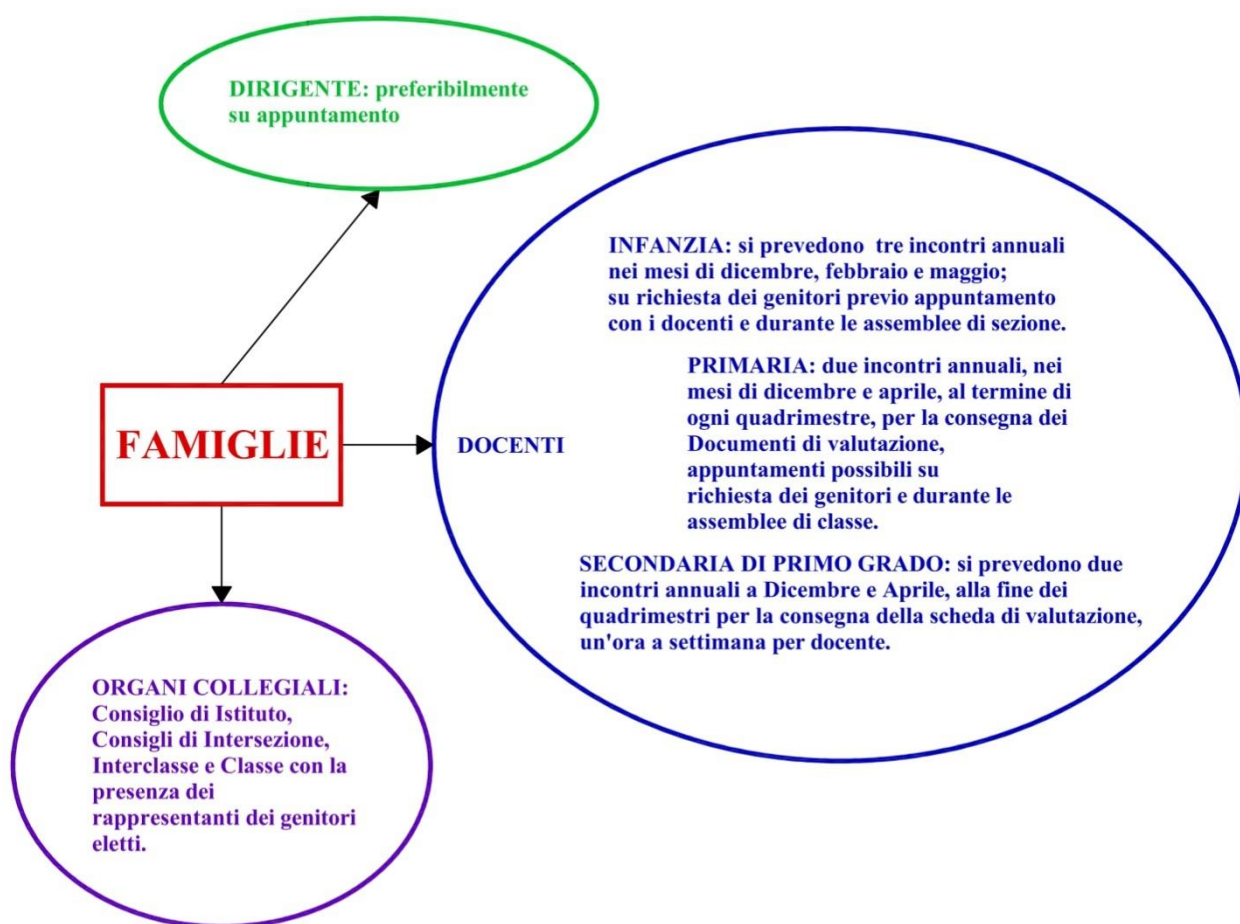 DIRIGENTE: preferibilmente
su appuntamento
INFANZIA: si prevedono tre incontri annuali
nei mesi di dicembre, febbraio e maggio;
su richiesta dei genitori previo appuntamento
con i docenti e durante le assemblee di sezione.
PRIMARIA: due incontri annuali, nei
mesi di dicembre e aprile, al termine di
ogni quadrimestre, per la consegna dei
Documenti di valutazione,
appuntamenti possibili su
richiesta dei genitori e durante le
assemblee di classe.
FAMIGLIE
DOCENTI
SECONDARIA DI PRIMO GRADO: si prevedono due
incontri annuali a Dicembre e Aprile, alla fine dei
quadrimestri per la consegna della scheda di valutazione,
un'ora a settimana per docente.
ORGANI COLLEGIALI:
Consiglio di Istituto,
Consigli di Intersezione,
Interclasse e Classe con la
presenza dei
rappresentanti dei genitori
eletti.